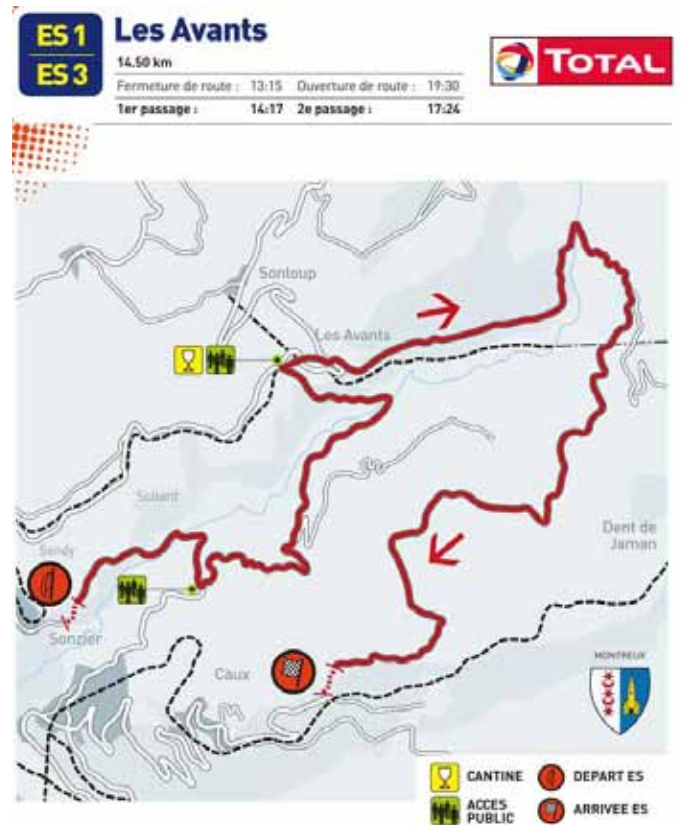 ES 1
ES 3
Les Avants
14.50 km
Fermeture de route : 13:15 Ouverture de route : 19:30
1er passage : 14:17 2e passage : 17:24
TOTAL
Sonloup
Les Avants
Sollard
Sendy
Sonzier
Dent de
Jaman
Caux
MONTREUX
CANTINE
DEPART ES
ACCES
PUBLIC
ARRIVEE ES